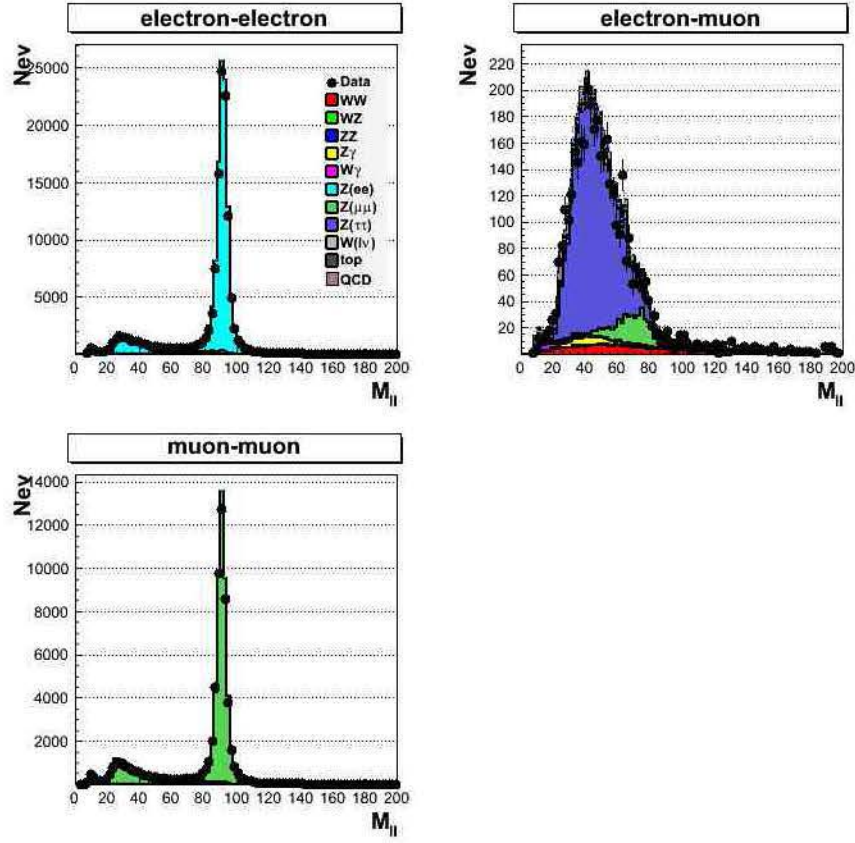 electron-electron
Nev
25000
20000
15000
10000
5000
0 20 40 60 80 100 120 140 160 180 200
M_ll
Data
WW
WZ
ZZ
Zγ
Wγ
Z(ee)
Z(μμ)
Z(ττ)
W(lν)
top
QCD
electron-muon
Nev
220
200
180
160
140
120
100
80
60
40
20
0 20 40 60 80 100 120 140 160 180 200
M_ll
muon-muon
Nev
14000
12000
10000
8000
6000
4000
2000
0 20 40 60 80 100 120 140 160 180 200
M_ll